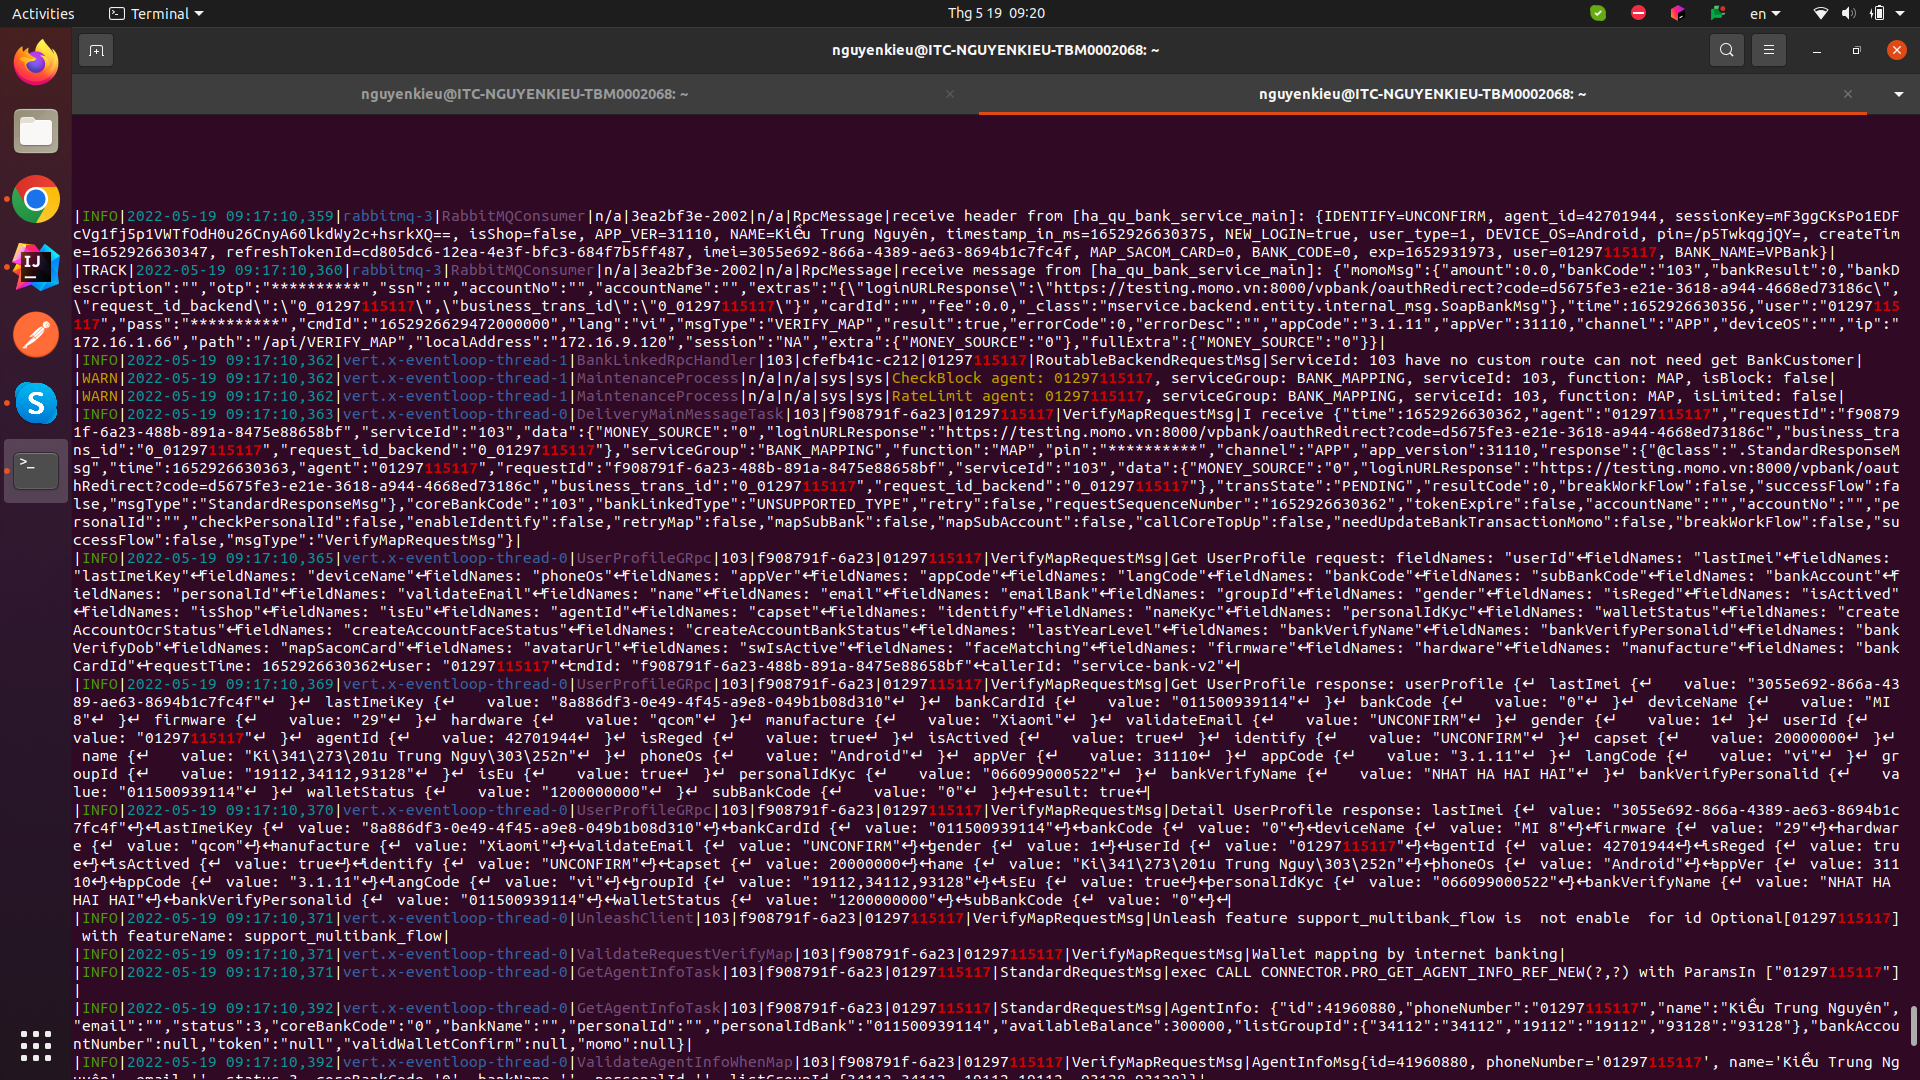 Activities
Terminal
Thg 5 19 09:20
en
nguyenkieu@ITC-NGUYENKIEU-TBM0002068: ~
nguyenkieu@ITC-NGUYENKIEU-TBM0002068: ~
nguyenkieu@ITC-NGUYENKIEU-TBM0002068: ~
|INFO|2022-05-19 09:17:10,359|rabbitmq-3|RabbitMQConsumer|n/a|3ea2bf3e-2002|n/a|RpcMessage|receive header from [ha_qu_bank_service_main]: {IDENTIFY=UNCONFIRM, agent_id=42701944, sessionKey=mF3ggCKsPo1EDF
cVg1fj5p1VWTfOdH0u26CnyA60lkdWy2c+hsrkXQ==, isShop=false, APP_VER=31110, NAME=Kiều Trung Nguyên, timestamp_in_ms=1652926630375, NEW_LOGIN=true, user_type=1, DEVICE_OS=Android, pin=/p5TwkqgjQY=, createTim
e=1652926630347, refreshTokenId=cd805dc6-12ea-4e3f-bfc3-684f7b5ff487, imei=3055e692-866a-4389-ae63-8694b1c7fc4f, MAP_SACOM_CARD=0, BANK_CODE=0, exp=1652931973, user=01297115117, BANK_NAME=VPBank}|
|TRACK|2022-05-19 09:17:10,360|rabbitmq-3|RabbitMQConsumer|n/a|3ea2bf3e-2002|n/a|RpcMessage|receive message from [ha_qu_bank_service_main]: {"momoMsg":{"amount":0.0,"bankCode":"103","bankResult":0,"bankD
escription":"","otp":"**********","ssn":"","accountNo":"","accountName":"","extras":"{\"loginURLResponse\":\"https://testing.momo.vn:8000/vpbank/oauthRedirect?code=d5675fe3-e21e-3618-a944-4668ed73186c\",
\"request_id_backend\":\"0_01297115117\",\"business_trans_id\":\"0_01297115117\"}","cardId":"","fee":0.0,"_class":"mservice.backend.entity.internal_msg.SoapBankMsg"},"time":1652926630356,"user":"01297115
117","pass":"**********","cmdId":"1652926629472000000","lang":"vi","msgType":"VERIFY_MAP","result":true,"errorCode":0,"errorDesc":"","appCode":"3.1.11","appVer":31110,"channel":"APP","deviceOS":"","ip":"
172.16.1.66","path":"/api/VERIFY_MAP","localAddress":"172.16.9.120","session":"NA","extra":{"MONEY_SOURCE":"0"},"fullExtra":{"MONEY_SOURCE":"0"}}|
|INFO|2022-05-19 09:17:10,362|vert.x-eventloop-thread-1|BankLinkedRpcHandler|103|cfefb41c-c212|01297115117|RoutableBackendRequestMsg|ServiceId: 103 have no custom route can not need get BankCustomer|
|WARN|2022-05-19 09:17:10,362|vert.x-eventloop-thread-1|MaintenanceProcess|n/a|n/a|sys|sys|CheckBlock agent: 01297115117, serviceGroup: BANK_MAPPING, serviceId: 103, function: MAP, isBlock: false|
|WARN|2022-05-19 09:17:10,362|vert.x-eventloop-thread-1|MaintenanceProcess|n/a|n/a|sys|sys|RateLimit agent: 01297115117, serviceGroup: BANK_MAPPING, serviceId: 103, function: MAP, isLimited: false|
|INFO|2022-05-19 09:17:10,363|vert.x-eventloop-thread-0|DeliveryMainMessageTask|103|f908791f-6a23|01297115117|VerifyMapRequestMsg|I receive {"time":1652926630362,"agent":"01297115117","requestId":"f90879
1f-6a23-488b-891a-8475e88658bf","serviceId":"103","data":{"MONEY_SOURCE":"0","loginURLResponse":"https://testing.momo.vn:8000/vpbank/oauthRedirect?code=d5675fe3-e21e-3618-a944-4668ed73186c","business_tra
ns_id":"0_01297115117","request_id_backend":"0_01297115117"},"serviceGroup":"BANK_MAPPING","function":"MAP","pin":"**********","channel":"APP","app_version":31110,"response":{"@class":".StandardResponseM
sg","time":1652926630363,"agent":"01297115117","requestId":"f908791f-6a23-488b-891a-8475e88658bf","serviceId":"103","data":{"MONEY_SOURCE":"0","loginURLResponse":"https://testing.momo.vn:8000/vpbank/oaut
hRedirect?code=d5675fe3-e21e-3618-a944-4668ed73186c","business_trans_id":"0_01297115117","request_id_backend":"0_01297115117"},"transState":"PENDING","resultCode":0,"breakWorkFlow":false,"successFlow":fa
lse,"msgType":"StandardResponseMsg"},"coreBankCode":"103","bankLinkedType":"UNSUPPORTED_TYPE","retry":false,"requestSequenceNumber":"1652926630362","tokenExpire":false,"accountName":"","accountNo":"","pe
rsonalId":"","checkPersonalId":false,"enableIdentify":false,"retryMap":false,"mapSubBank":false,"mapSubAccount":false,"callCoreTopUp":false,"needUpdateBankTransactionMomo":false,"breakWorkFlow":false,"su
ccessFlow":false,"msgType":"VerifyMapRequestMsg"}|
|INFO|2022-05-19 09:17:10,365|vert.x-eventloop-thread-0|UserProfileGRpc|103|f908791f-6a23|01297115117|VerifyMapRequestMsg|Get UserProfile request: fieldNames: "userId"↵fieldNames: "lastImei"↵fieldNames:
"lastImeiKey"↵fieldNames: "deviceName"↵fieldNames: "phoneOs"↵fieldNames: "appVer"↵fieldNames: "appCode"↵fieldNames: "langCode"↵fieldNames: "bankCode"↵fieldNames: "subBankCode"↵fieldNames: "bankAccount"↵f
ieldNames: "personalId"↵fieldNames: "validateEmail"↵fieldNames: "name"↵fieldNames: "email"↵fieldNames: "emailBank"↵fieldNames: "groupId"↵fieldNames: "gender"↵fieldNames: "isReged"↵fieldNames: "isActived"
↵fieldNames: "isShop"↵fieldNames: "isEu"↵fieldNames: "agentId"↵fieldNames: "capset"↵fieldNames: "identify"↵fieldNames: "nameKyc"↵fieldNames: "personalIdKyc"↵fieldNames: "walletStatus"↵fieldNames: "create
AccountOcrStatus"↵fieldNames: "createAccountFaceStatus"↵fieldNames: "createAccountBankStatus"↵fieldNames: "lastYearLevel"↵fieldNames: "bankVerifyName"↵fieldNames: "bankVerifyPersonalid"↵fieldNames: "bank
VerifyDob"↵fieldNames: "mapSacomCard"↵fieldNames: "avatarUrl"↵fieldNames: "swIsActive"↵fieldNames: "faceMatching"↵fieldNames: "firmware"↵fieldNames: "hardware"↵fieldNames: "manufacture"↵fieldNames: "bank
CardId"↵requestTime: 1652926630362↵user: "01297115117"↵cmdId: "f908791f-6a23-488b-891a-8475e88658bf"↵callerId: "service-bank-v2"↵|
|INFO|2022-05-19 09:17:10,369|vert.x-eventloop-thread-0|UserProfileGRpc|103|f908791f-6a23|01297115117|VerifyMapRequestMsg|Get UserProfile response: userProfile {↵  lastImei {↵    value: "3055e692-866a-43
89-ae63-8694b1c7fc4f"↵  }↵  lastImeiKey {↵    value: "8a886df3-0e49-4f45-a9e8-049b1b08d310"↵  }↵  bankCardId {↵    value: "011500939114"↵  }↵  bankCode {↵    value: "0"↵  }↵  deviceName {↵    value: "MI
8"↵  }↵  firmware {↵    value: "29"↵  }↵  hardware {↵    value: "qcom"↵  }↵  manufacture {↵    value: "Xiaomi"↵  }↵  validateEmail {↵    value: "UNCONFIRM"↵  }↵  gender {↵    value: 1↵  }↵  userId {↵
value: "01297115117"↵  }↵  agentId {↵    value: 42701944↵  }↵  isReged {↵    value: true↵  }↵  isActived {↵    value: true↵  }↵  identify {↵    value: "UNCONFIRM"↵  }↵  capset {↵    value: 20000000↵  }↵
 name {↵    value: "Ki\341\273\201u Trung Nguy\303\252n"↵  }↵  phoneOs {↵    value: "Android"↵  }↵  appVer {↵    value: 31110↵  }↵  appCode {↵    value: "3.1.11"↵  }↵  langCode {↵    value: "vi"↵  }↵  gr
oupId {↵    value: "19112,34112,93128"↵  }↵  isEu {↵    value: true↵  }↵  personalIdKyc {↵    value: "066099000522"↵  }↵  bankVerifyName {↵    value: "NHAT HA HAI HAI"↵  }↵  bankVerifyPersonalid {↵    va
lue: "011500939114"↵  }↵  walletStatus {↵    value: "1200000000"↵  }↵  subBankCode {↵    value: "0"↵  }↵}↵result: true↵|
|INFO|2022-05-19 09:17:10,370|vert.x-eventloop-thread-0|UserProfileGRpc|103|f908791f-6a23|01297115117|VerifyMapRequestMsg|Detail UserProfile response: lastImei {↵  value: "3055e692-866a-4389-ae63-8694b1c
7fc4f"↵}↵lastImeiKey {↵  value: "8a886df3-0e49-4f45-a9e8-049b1b08d310"↵}↵bankCardId {↵  value: "011500939114"↵}↵bankCode {↵  value: "0"↵}↵deviceName {↵  value: "MI 8"↵}↵firmware {↵  value: "29"↵}↵hardwar
e {↵  value: "qcom"↵}↵manufacture {↵  value: "Xiaomi"↵}↵validateEmail {↵  value: "UNCONFIRM"↵}↵gender {↵  value: 1↵}↵userId {↵  value: "01297115117"↵}↵agentId {↵  value: 42701944↵}↵isReged {↵  value: tru
e↵}↵isActived {↵  value: true↵}↵identify {↵  value: "UNCONFIRM"↵}↵capset {↵  value: 20000000↵}↵name {↵  value: "Ki\341\273\201u Trung Nguy\303\252n"↵}↵phoneOs {↵  value: "Android"↵}↵appVer {↵  value: 311
10↵}↵appCode {↵  value: "3.1.11"↵}↵langCode {↵  value: "vi"↵}↵groupId {↵  value: "19112,34112,93128"↵}↵isEu {↵  value: true↵}↵personalIdKyc {↵  value: "066099000522"↵}↵bankVerifyName {↵  value: "NHAT HA
HAI HAI"↵}↵bankVerifyPersonalid {↵  value: "011500939114"↵}↵walletStatus {↵  value: "1200000000"↵}↵subBankCode {↵  value: "0"↵}↵|
|INFO|2022-05-19 09:17:10,371|vert.x-eventloop-thread-0|UnleashClient|103|f908791f-6a23|01297115117|VerifyMapRequestMsg|Unleash feature support_multibank_flow is  not enable  for id Optional[01297115117]
 with featureName: support_multibank_flow|
|INFO|2022-05-19 09:17:10,371|vert.x-eventloop-thread-0|ValidateRequestVerifyMap|103|f908791f-6a23|01297115117|VerifyMapRequestMsg|Wallet mapping by internet banking|
|INFO|2022-05-19 09:17:10,371|vert.x-eventloop-thread-0|GetAgentInfoTask|103|f908791f-6a23|01297115117|StandardRequestMsg|exec CALL CONNECTOR.PRO_GET_AGENT_INFO_REF_NEW(?,?) with ParamsIn ["01297115117"]
|
|INFO|2022-05-19 09:17:10,392|vert.x-eventloop-thread-0|GetAgentInfoTask|103|f908791f-6a23|01297115117|StandardRequestMsg|AgentInfo: {"id":41960880,"phoneNumber":"01297115117","name":"Kiều Trung Nguyên",
"email":"","status":3,"coreBankCode":"0","bankName":"","personalId":"","personalIdBank":"011500939114","availableBalance":300000,"listGroupId":{"34112":"34112","19112":"19112","93128":"93128"},"bankAccou
ntNumber":null,"token":"null","validWalletConfirm":null,"momo":null}|
|INFO|2022-05-19 09:17:10,392|vert.x-eventloop-thread-0|ValidateAgentInfoWhenMap|103|f908791f-6a23|01297115117|VerifyMapRequestMsg|AgentInfoMsg{id=41960880, phoneNumber='01297115117', name='Kiều Trung Ng